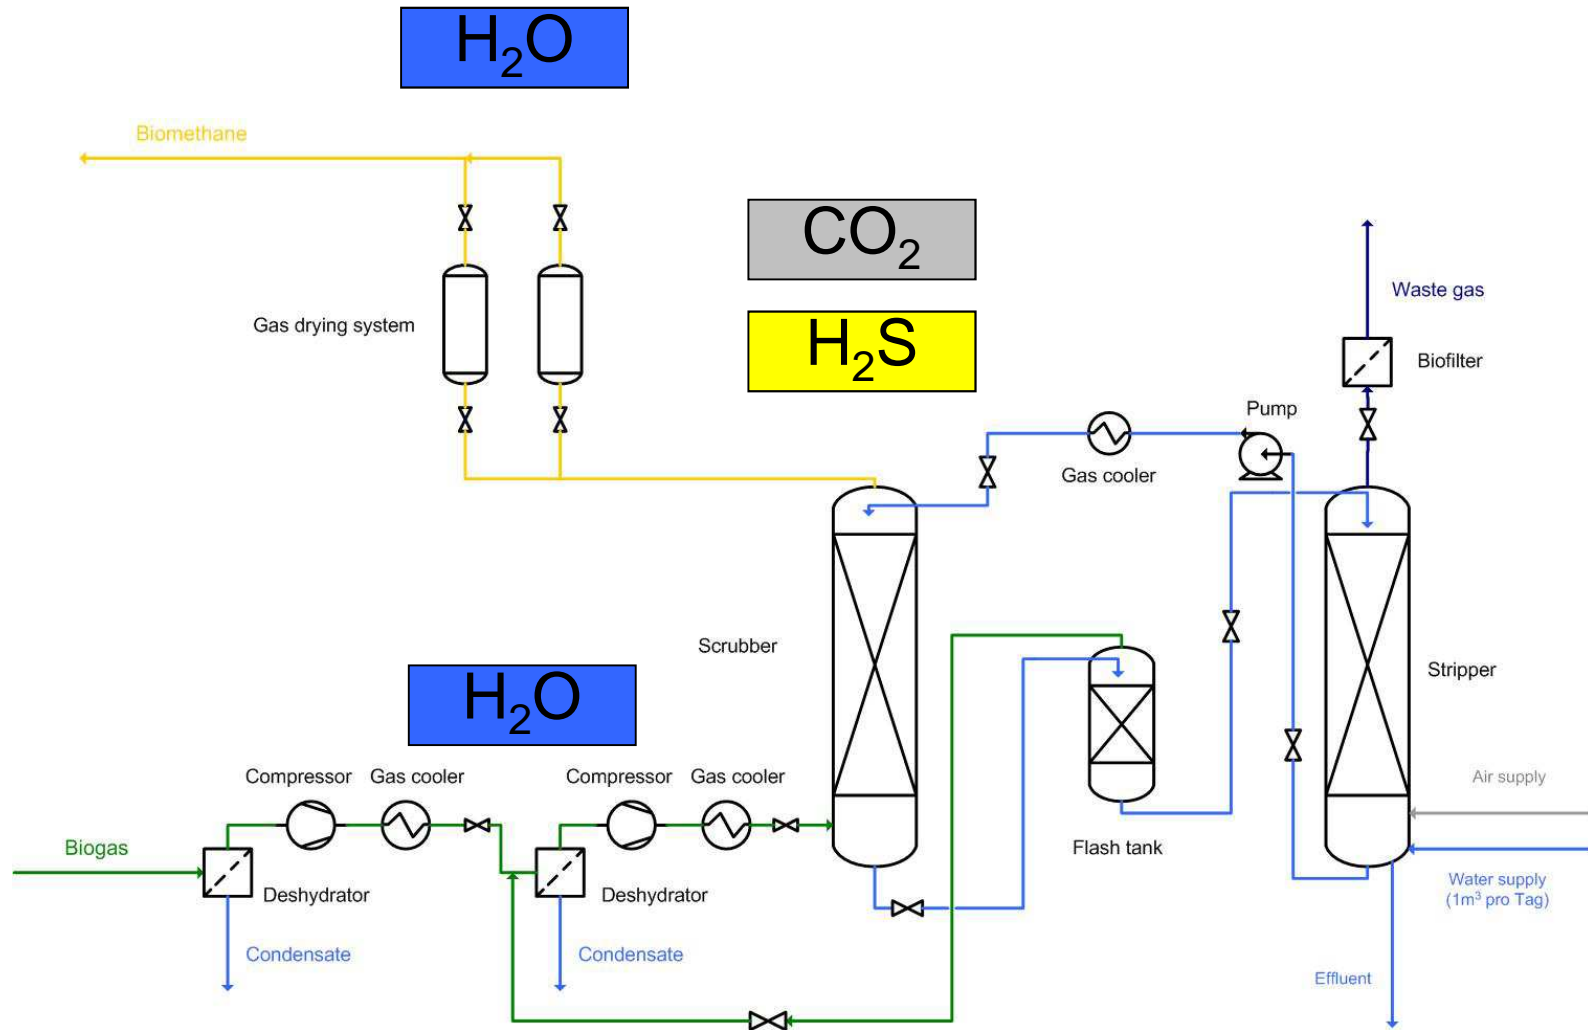 H₂O
Biomethane
CO₂
Gas drying system
H₂S
Waste gas
Biofilter
Pump
Gas cooler
Scrubber
Stripper
H₂O
Compressor
Gas cooler
Compressor
Gas cooler
Air supply
Biogas
Flash tank
Deshydrator
Deshydrator
Water supply
(1m³ pro Tag)
Condensate
Condensate
Effluent